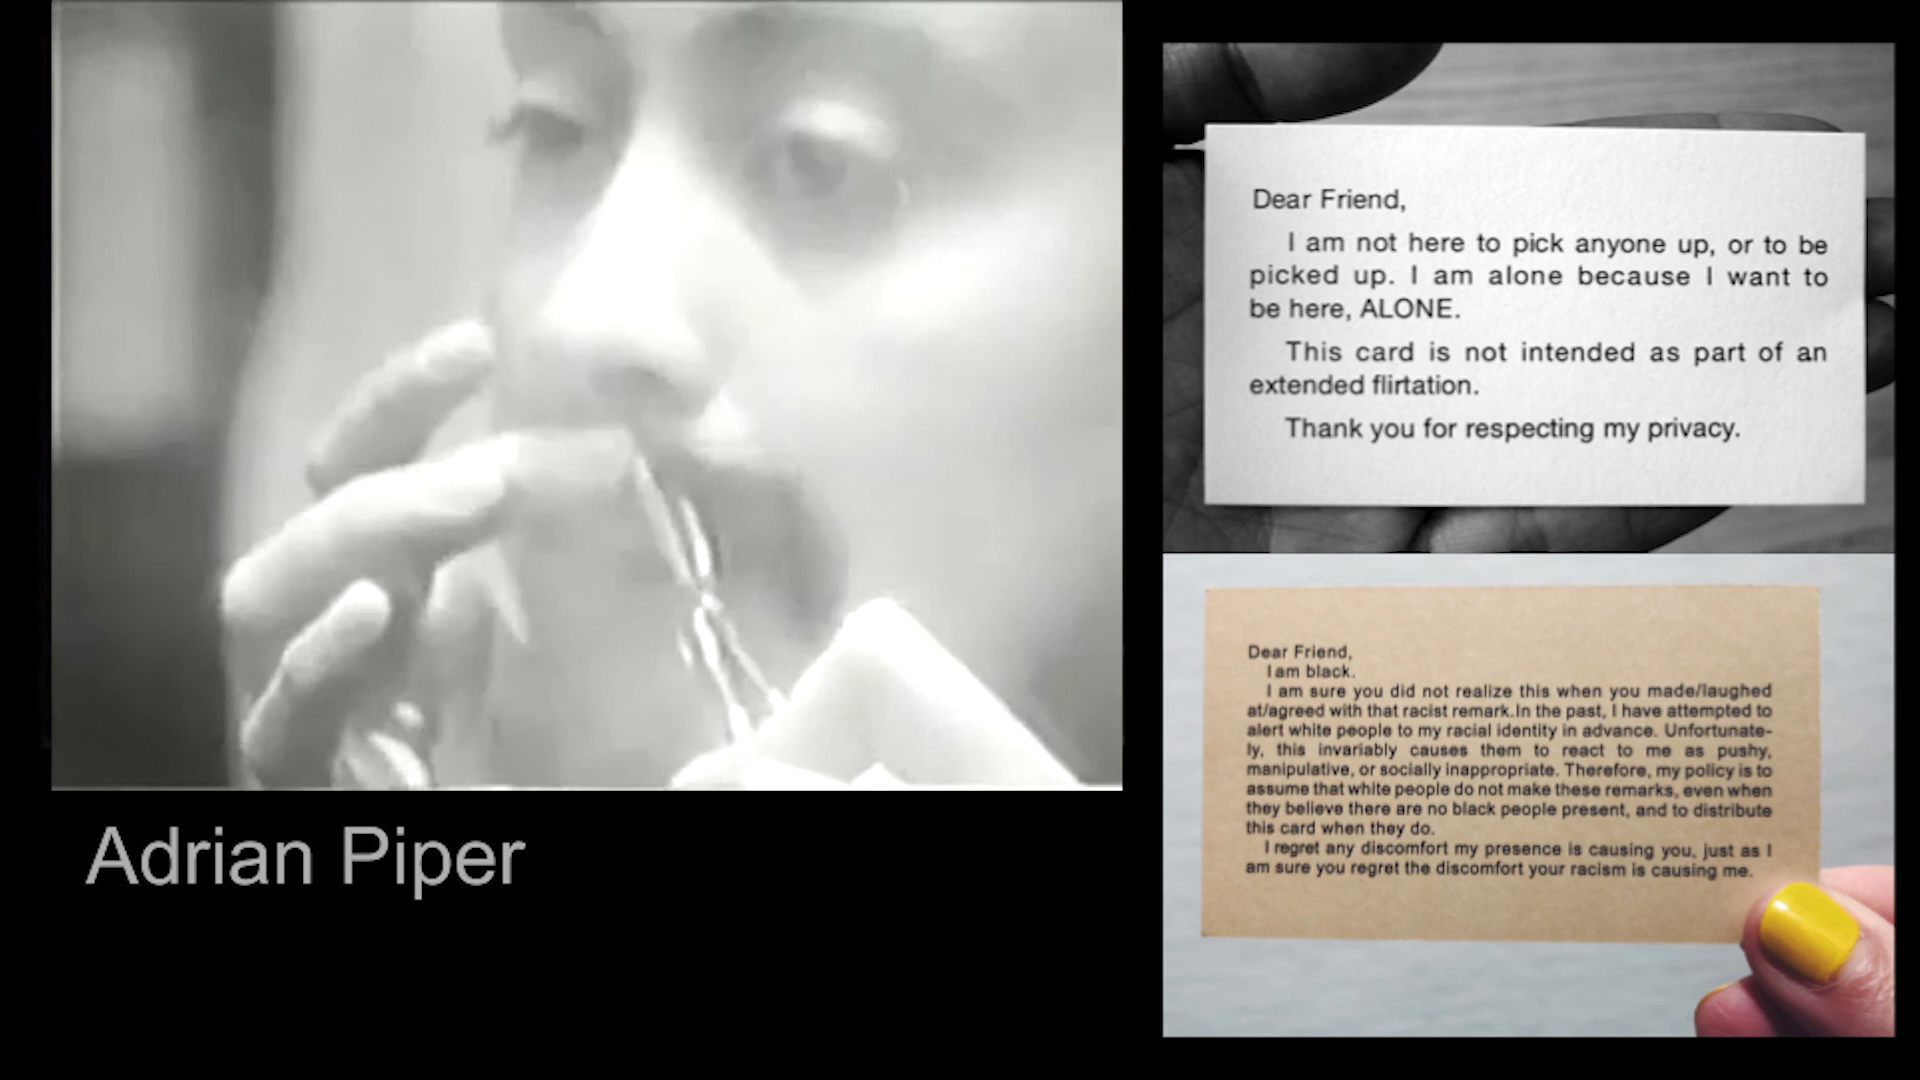 Adrian Piper
Dear Friend,
I am not here to pick anyone up, or to be
picked up. I am alone because I want to
be here, ALONE.
This card is not intended as part of an
extended flirtation.
Thank you for respecting my privacy.
Dear Friend,
I am black.
I am sure you did not realize this when you made/laughed
at/agreed with that racist remark.In the past, I have attempted to
alert white people to my racial identity in advance. Unfortunate-
ly, this invariably causes them to react to me as pushy,
manipulative, or socially inappropriate. Therefore, my policy is to
assume that white people do not make these remarks, even when
they believe there are no black people present, and to distribute
this card when they do.
I regret any discomfort my presence is causing you, just as I
am sure you regret the discomfort your racism is causing me.